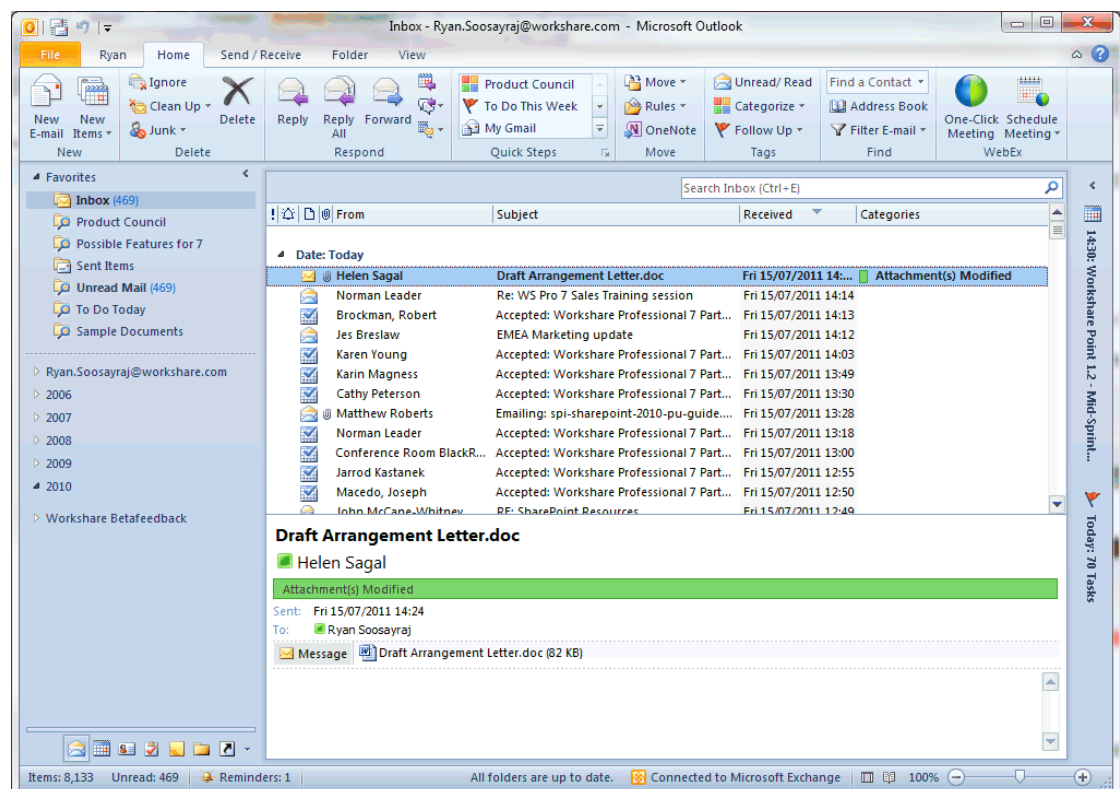 Inbox - Ryan.Soosayraj@workshare.com - Microsoft Outlook
File Ryan Home Send / Receive Folder View
New E-mail
New Items
New
Ignore
Clean Up
Junk
Delete
Delete
Reply
Reply All
Forward
Respond
Product Council
To Do This Week
My Gmail
Quick Steps
Move
Rules
OneNote
Move
Unread/ Read
Categorize
Follow Up
Tags
Find a Contact
Address Book
Filter E-mail
Find
One-Click Meeting
Schedule Meeting
WebEx
Favorites
Inbox (469)
Product Council
Possible Features for 7
Sent Items
Unread Mail (469)
To Do Today
Sample Documents
Ryan.Soosayraj@workshare.com
2006
2007
2008
2009
2010
Workshare Betafeedback
Search Inbox (Ctrl+E)
From Subject Received Categories
Date: Today
Helen Sagal Draft Arrangement Letter.doc Fri 15/07/2011 14:... Attachment(s) Modified
Norman Leader Re: WS Pro 7 Sales Training session Fri 15/07/2011 14:14
Brockman, Robert Accepted: Workshare Professional 7 Part... Fri 15/07/2011 14:13
Jes Breslaw EMEA Marketing update Fri 15/07/2011 14:12
Karen Young Accepted: Workshare Professional 7 Part... Fri 15/07/2011 14:03
Karin Magness Accepted: Workshare Professional 7 Part... Fri 15/07/2011 13:49
Cathy Peterson Accepted: Workshare Professional 7 Part... Fri 15/07/2011 13:30
Matthew Roberts Emailing: spi-sharepoint-2010-pu-guide.... Fri 15/07/2011 13:28
Norman Leader Accepted: Workshare Professional 7 Part... Fri 15/07/2011 13:18
Conference Room BlackR... Accepted: Workshare Professional 7 Part... Fri 15/07/2011 13:00
Jarrod Kastanek Accepted: Workshare Professional 7 Part... Fri 15/07/2011 12:55
Macedo, Joseph Accepted: Workshare Professional 7 Part... Fri 15/07/2011 12:50
John McCane-Whitney RE: SharePoint Resources Fri 15/07/2011 12:49
Draft Arrangement Letter.doc
Helen Sagal
Attachment(s) Modified
Sent: Fri 15/07/2011 14:24
To: Ryan Soosayraj
Message Draft Arrangement Letter.doc (82 KB)
14:30: Workshare Point 1.2 - Mid-Sprint...
Today: 70 Tasks
Items: 8,133 Unread: 469 Reminders: 1 All folders are up to date. Connected to Microsoft Exchange 100%